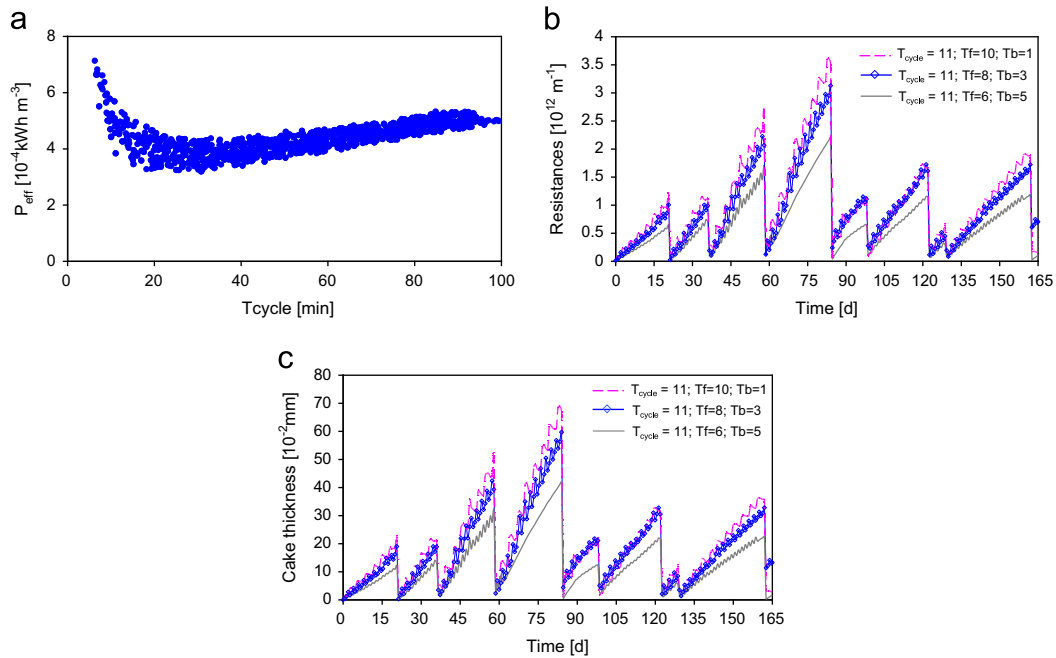 a
8
6
4
2
0
P_eff [10^-4kWh m^-3]
0 20 40 60 80 100
Tcycle [min]
b
4
3.5
3
2.5
2
1.5
1
0.5
0
Resistances [10^12 m^-1]
T_cycle = 11; Tf=10; Tb=1
T_cycle = 11; Tf=8; Tb=3
T_cycle = 11; Tf=6; Tb=5
0 15 30 45 60 75 90 105 120 135 150 165
Time [d]
c
80
70
60
50
40
30
20
10
0
Cake thickness [10^-2mm]
T_cycle = 11; Tf=10; Tb=1
T_cycle = 11; Tf=8; Tb=3
T_cycle = 11; Tf=6; Tb=5
0 15 30 45 60 75 90 105 120 135 150 165
Time [d]